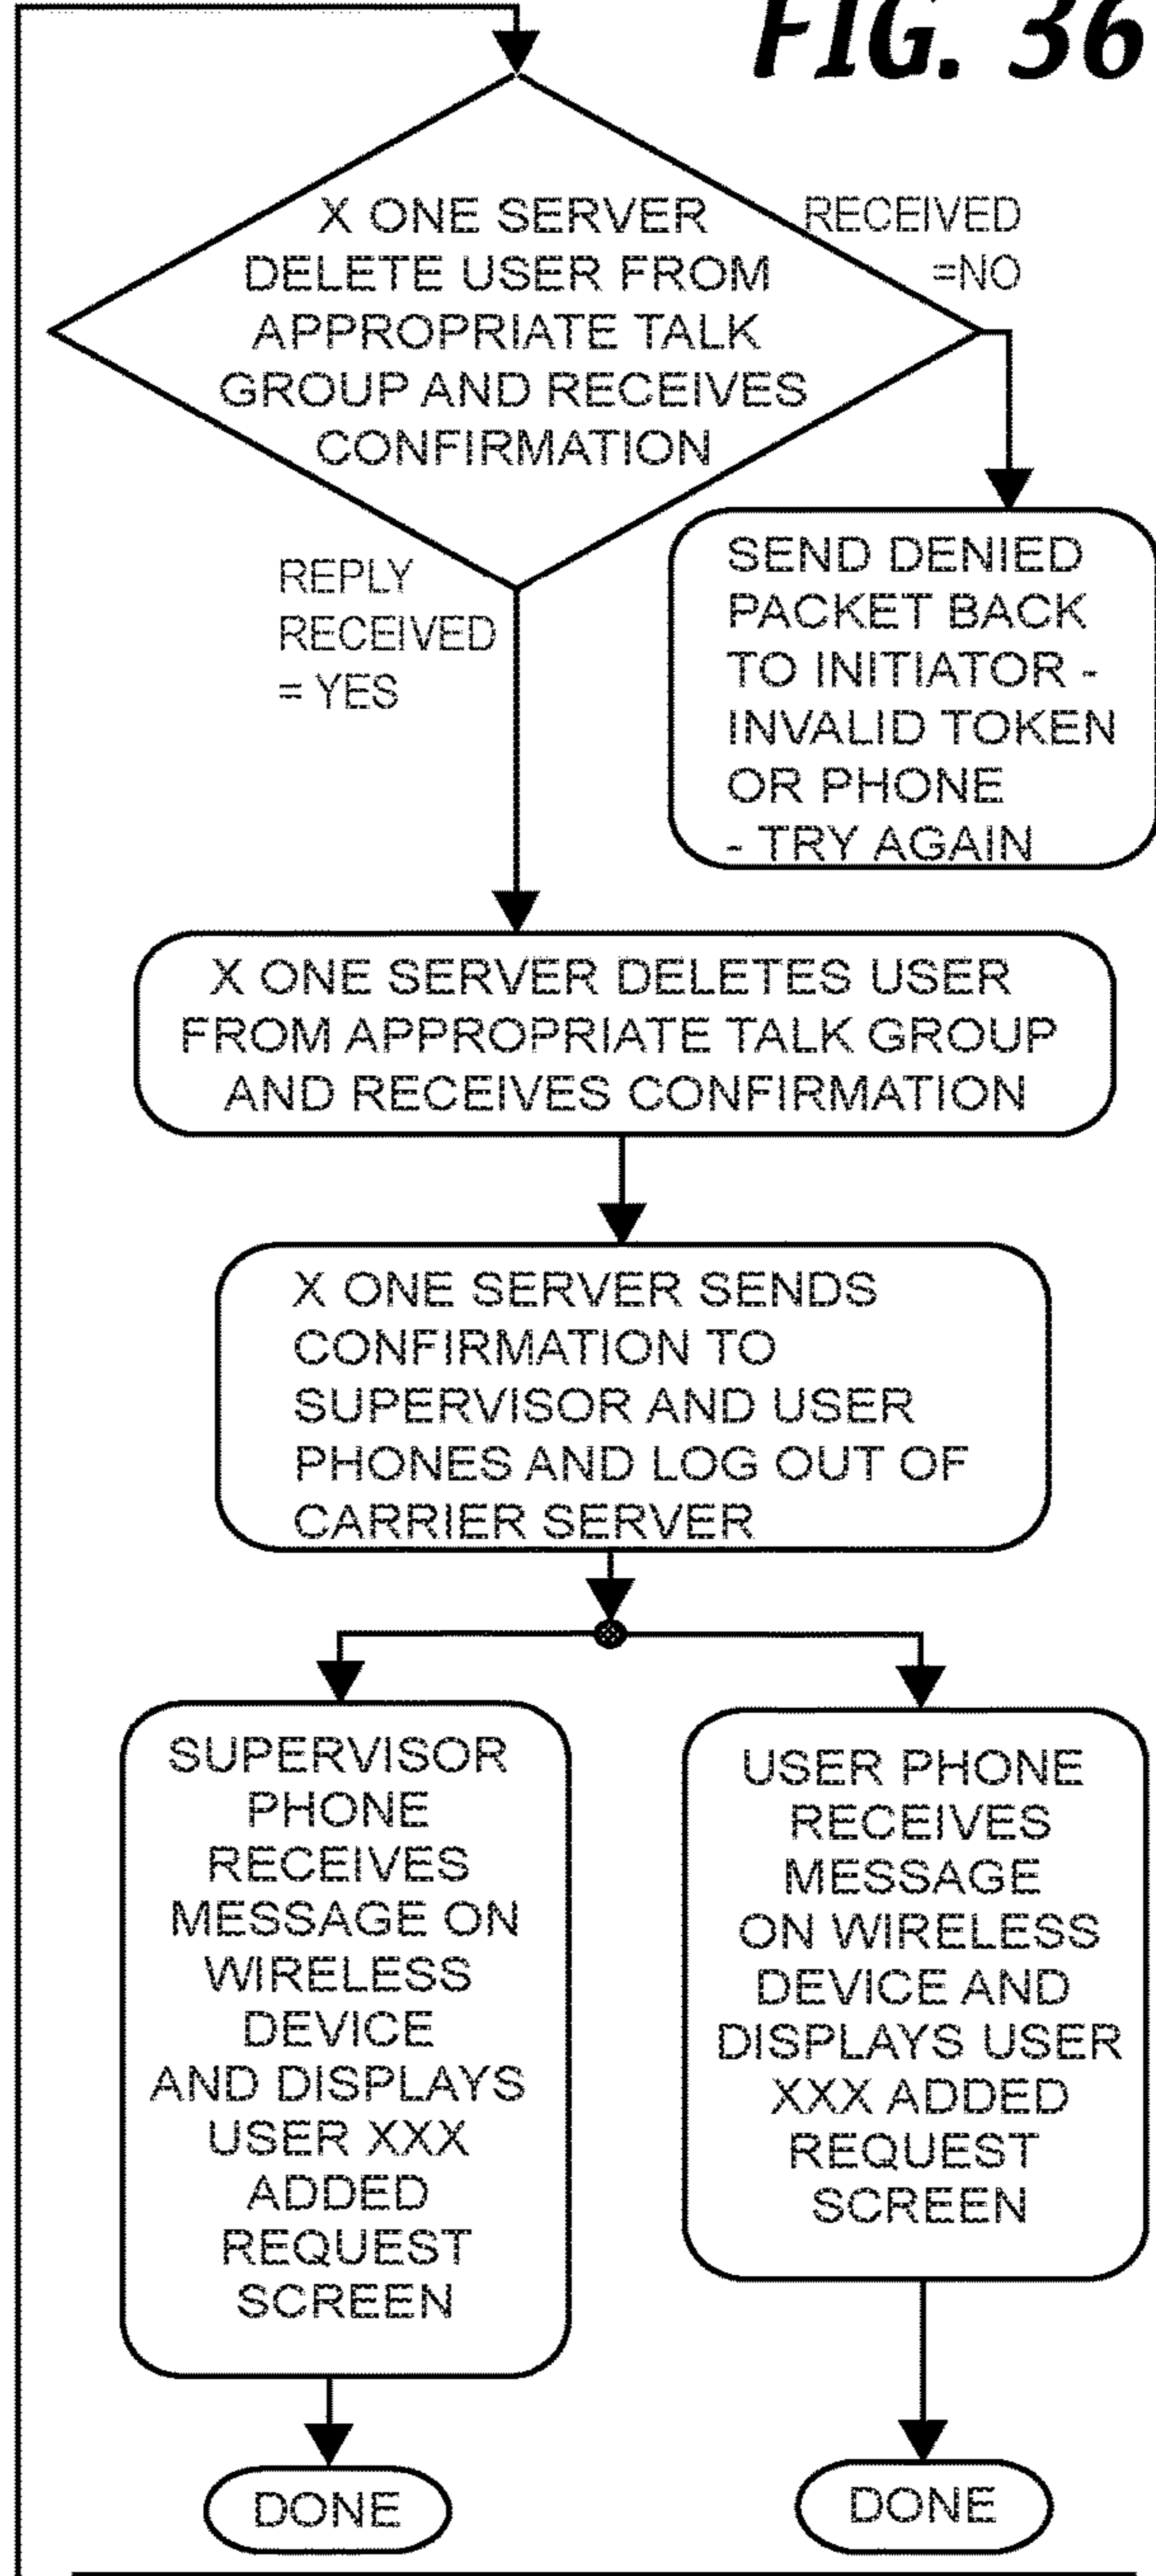 FIG. 36
X ONE SERVER
DELETE USER FROM
APPROPRIATE TALK
GROUP AND RECEIVES
CONFIRMATION
RECEIVED
=NO
REPLY
RECEIVED
= YES
SEND DENIED
PACKET BACK
TO INITIATOR -
INVALID TOKEN
OR PHONE
- TRY AGAIN
X ONE SERVER DELETES USER
FROM APPROPRIATE TALK GROUP
AND RECEIVES CONFIRMATION
X ONE SERVER SENDS
CONFIRMATION TO
SUPERVISOR AND USER
PHONES AND LOG OUT OF
CARRIER SERVER
SUPERVISOR
PHONE
RECEIVES
MESSAGE ON
WIRELESS
DEVICE
AND DISPLAYS
USER XXX
ADDED
REQUEST
SCREEN
USER PHONE
RECEIVES
MESSAGE
ON WIRELESS
DEVICE AND
DISPLAYS USER
XXX ADDED
REQUEST
SCREEN
DONE
DONE